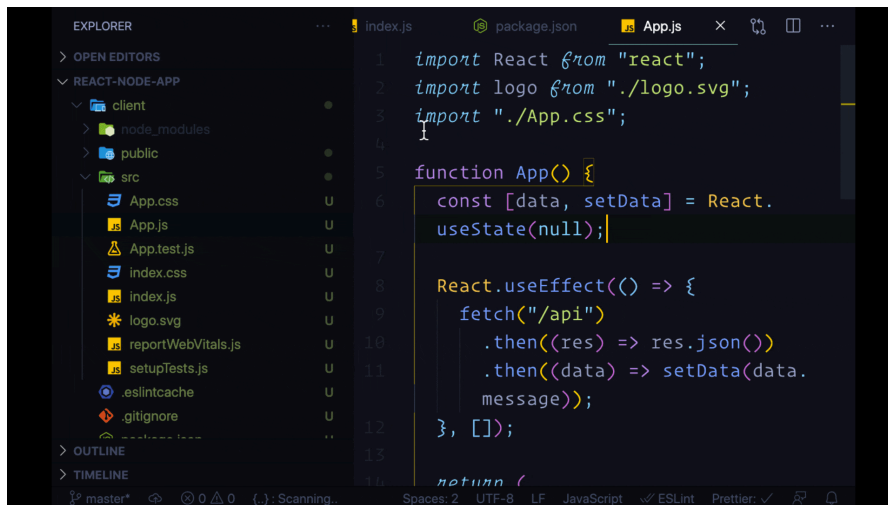 EXPLORER
OPEN EDITORS
REACT-NODE-APP
client
node_modules
public
src
App.css U
App.js U
App.test.js U
index.css U
index.js U
logo.svg U
reportWebVitals.js U
setupTests.js U
.eslintcache U
.gitignore U
package.json U
OUTLINE
TIMELINE
index.js
package.json
JS App.js
1 import React from "react";
2 import logo from "./logo.svg";
3 import "./App.css";
4
5 function App() {
6 const [data, setData] = React.
useState(null);
7
8 React.useEffect(() => {
9 fetch("/api")
10 .then((res) => res.json())
11 .then((data) => setData(data.
message));
12 }, []);
13
14 return (
master* 0 0 {..} : Scanning.. Spaces: 2 UTF-8 LF JavaScript ESLint Prettier: ✓